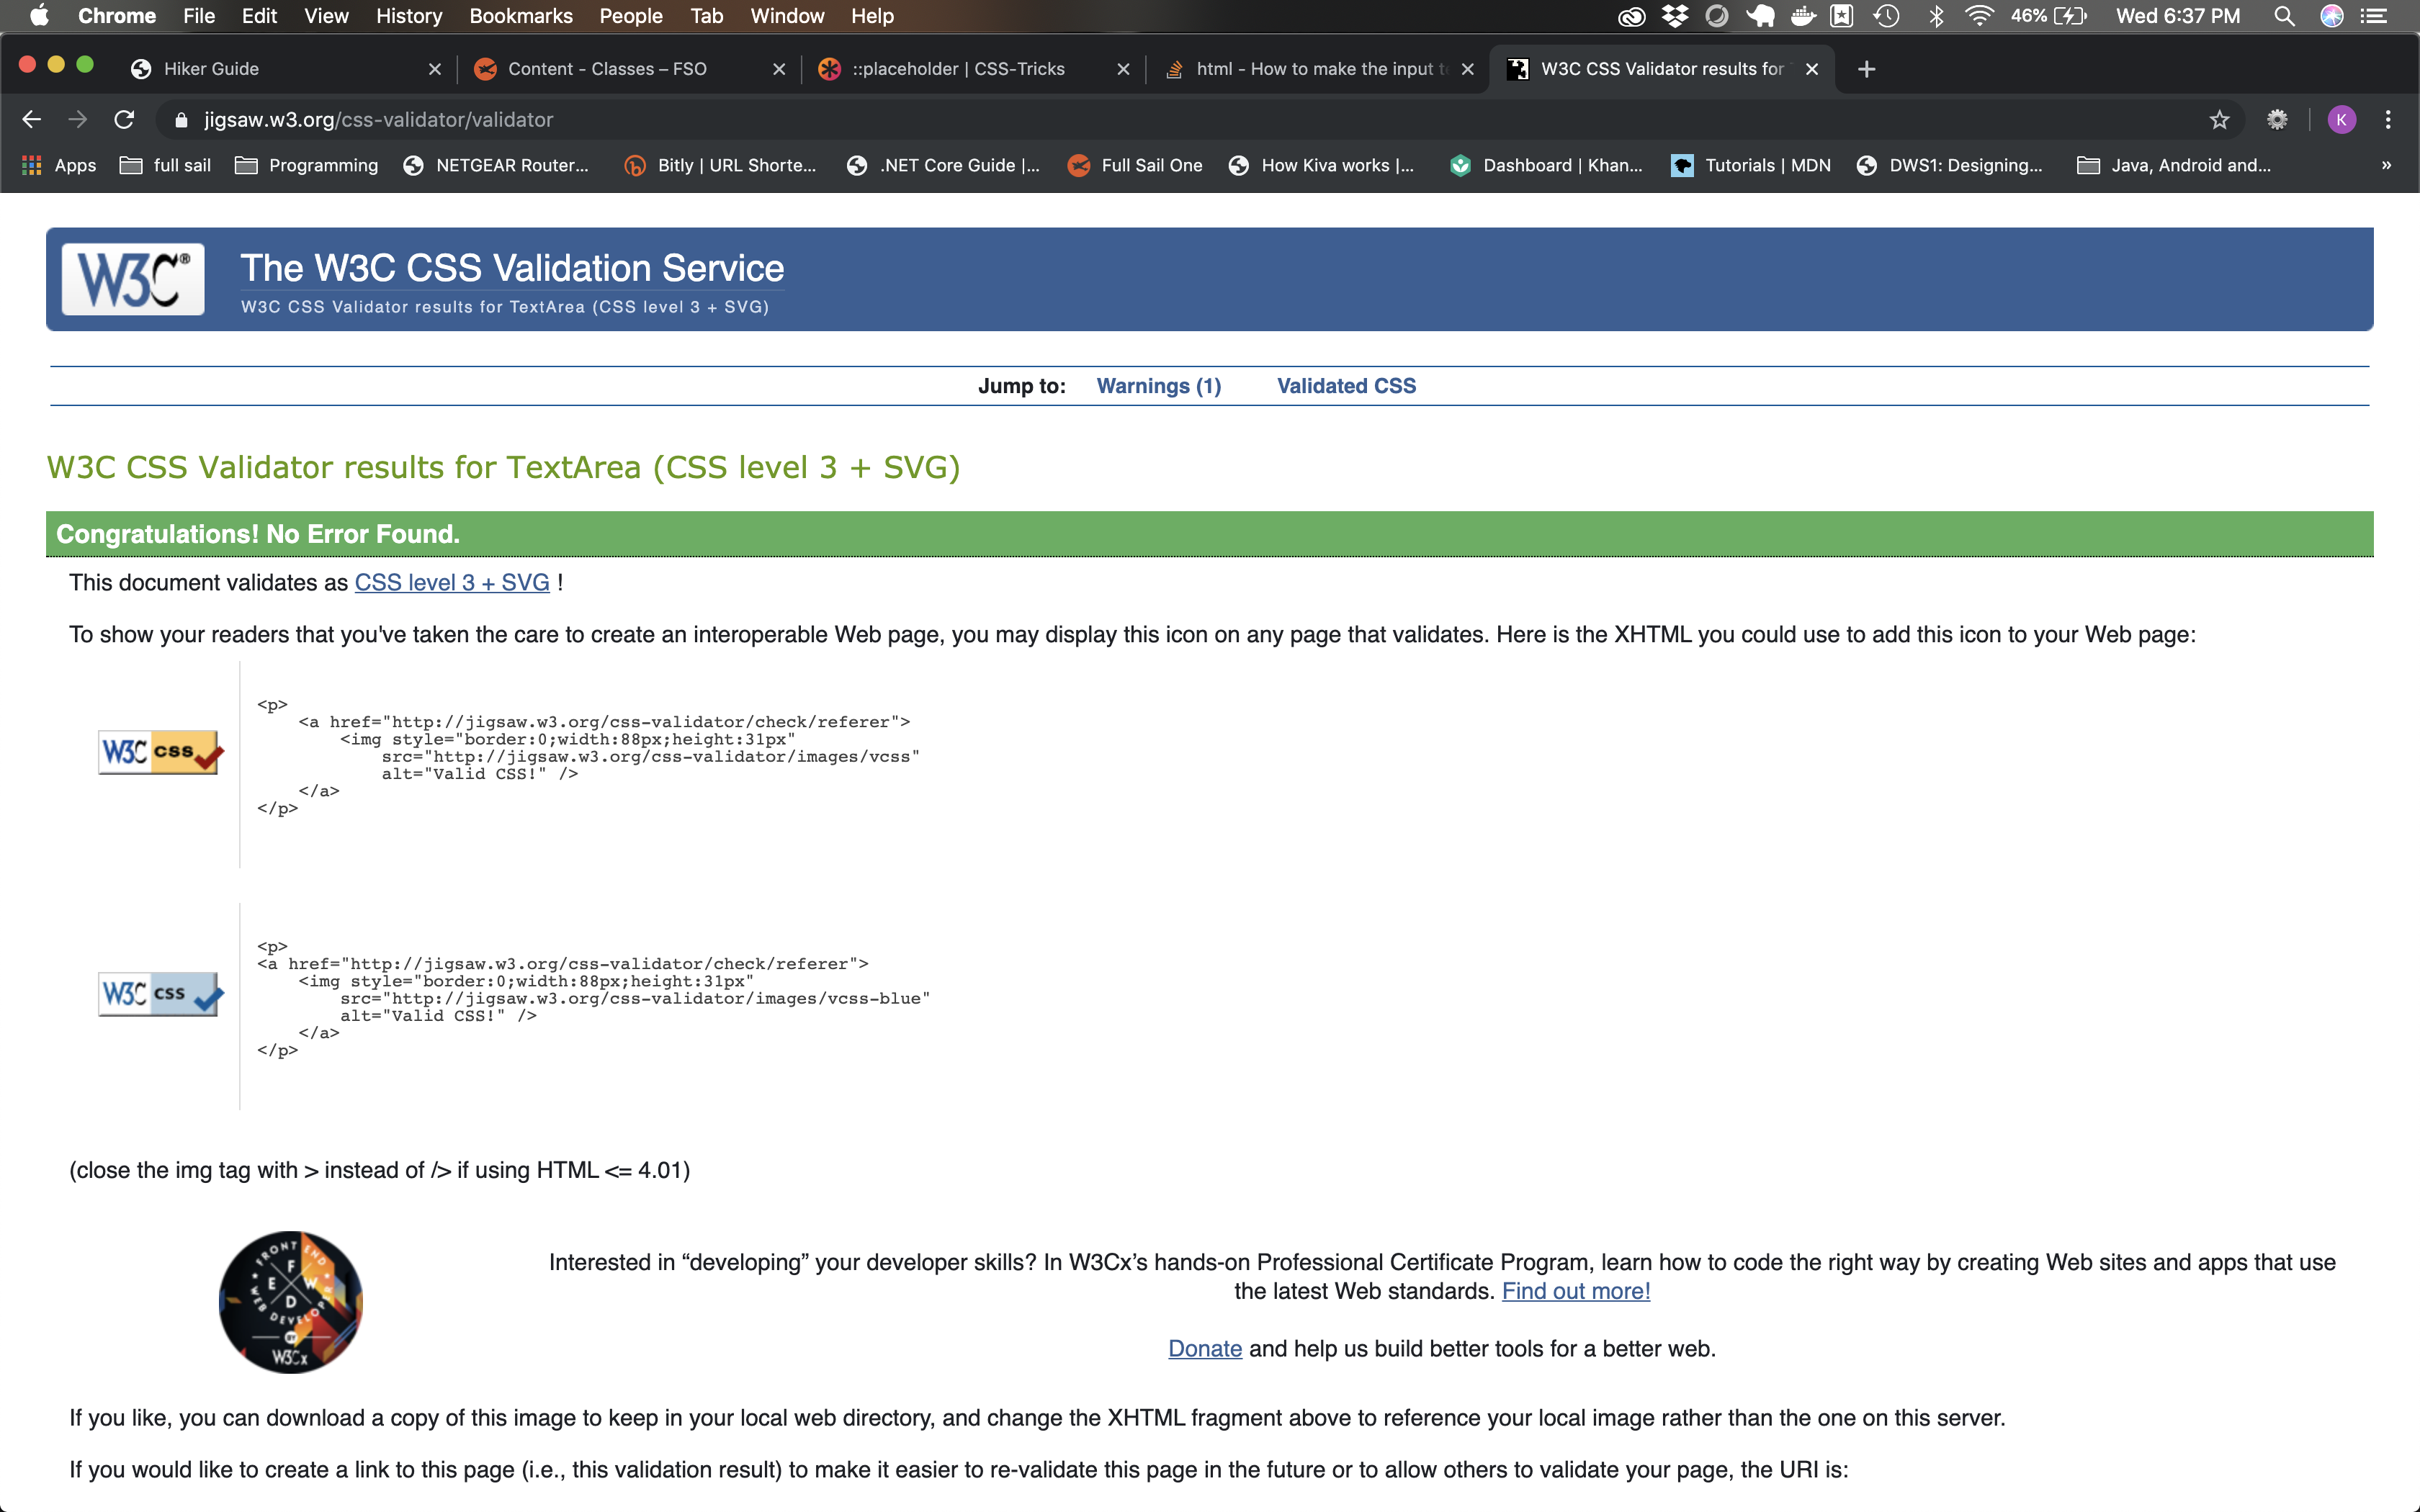 Chrome File Edit View History Bookmarks People Tab Window Help 46% Wed 6:37 PM
Hiker Guide Content - Classes – FSO ::placeholder | CSS-Tricks html - How to make the input te W3C CSS Validator results for
jigsaw.w3.org/css-validator/validator K
Apps full sail Programming NETGEAR Router... Bitly | URL Shorte... .NET Core Guide |... Full Sail One How Kiva works |... Dashboard | Khan... Tutorials | MDN DWS1: Designing... Java, Android and... »
W3C®
The W3C CSS Validation Service
W3C CSS Validator results for TextArea (CSS level 3 + SVG)
Jump to: Warnings (1) Validated CSS
W3C CSS Validator results for TextArea (CSS level 3 + SVG)
Congratulations! No Error Found.
This document validates as CSS level 3 + SVG !
To show your readers that you've taken the care to create an interoperable Web page, you may display this icon on any page that validates. Here is the XHTML you could use to add this icon to your Web page:
W3C css
<p>
<a href="http://jigsaw.w3.org/css-validator/check/referer">
<img style="border:0;width:88px;height:31px"
src="http://jigsaw.w3.org/css-validator/images/vcss"
alt="Valid CSS!" />
</a>
</p>
W3C css
<p>
<a href="http://jigsaw.w3.org/css-validator/check/referer">
<img style="border:0;width:88px;height:31px"
src="http://jigsaw.w3.org/css-validator/images/vcss-blue"
alt="Valid CSS!" />
</a>
</p>
(close the img tag with > instead of /> if using HTML <= 4.01)
FRONT END
WEB DEVELOPER
F E W D
BY
W3Cx
Interested in “developing” your developer skills? In W3Cx’s hands-on Professional Certificate Program, learn how to code the right way by creating Web sites and apps that use
the latest Web standards. Find out more!
Donate and help us build better tools for a better web.
If you like, you can download a copy of this image to keep in your local web directory, and change the XHTML fragment above to reference your local image rather than the one on this server.
If you would like to create a link to this page (i.e., this validation result) to make it easier to re-validate this page in the future or to allow others to validate your page, the URI is: